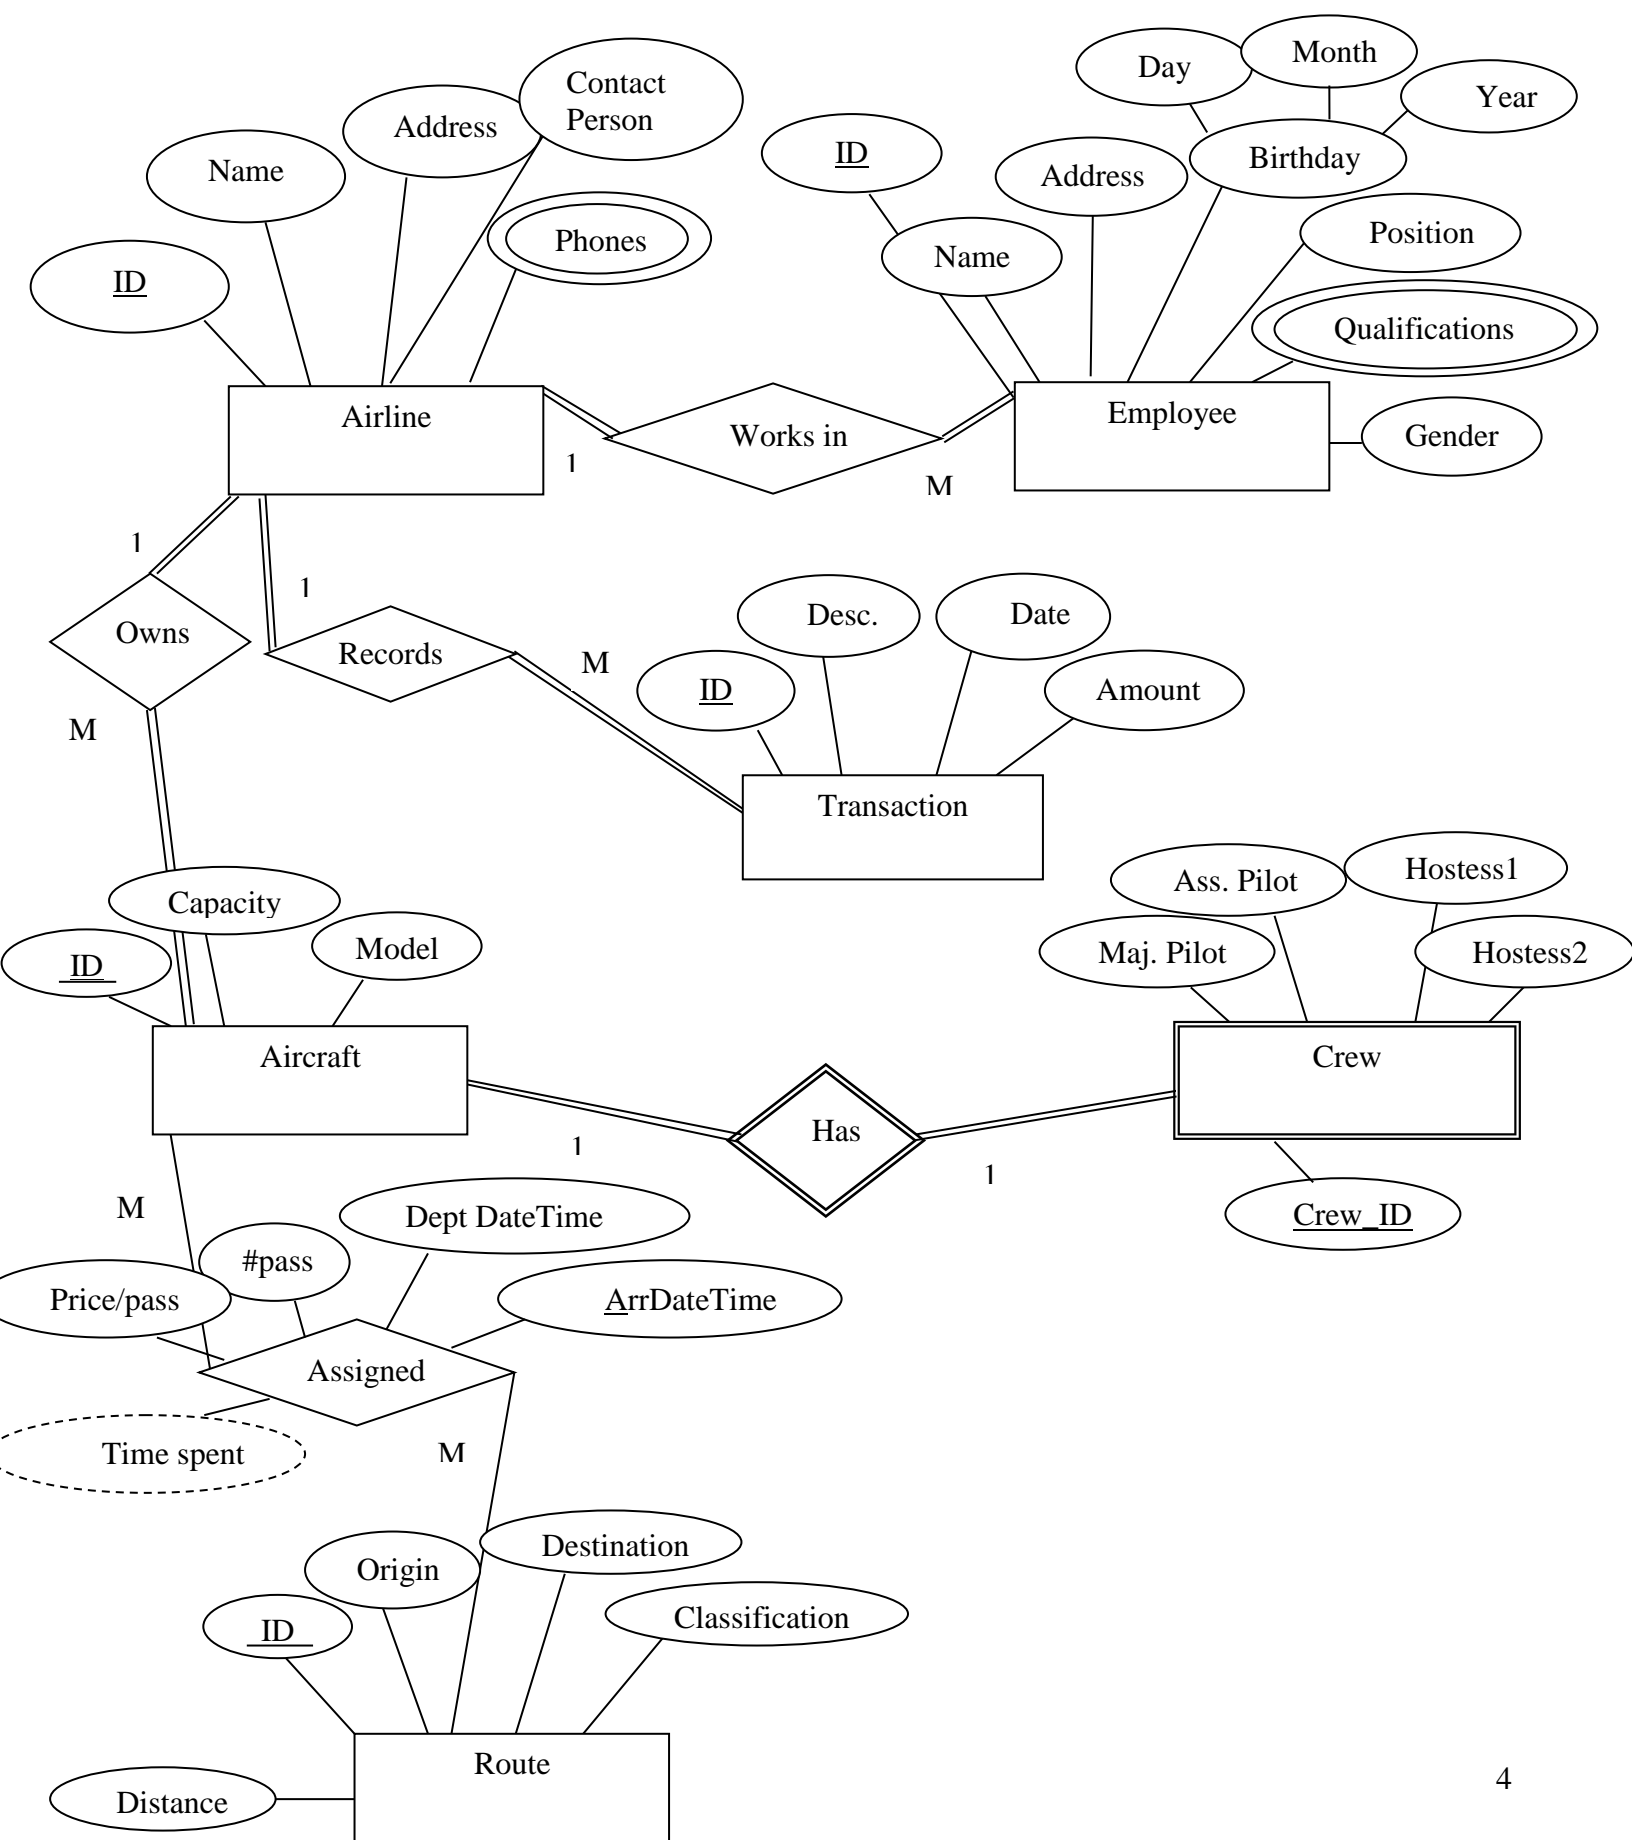 Contact
Person
Day
Month
Year
Name
Address
ID
Address
Birthday
ID
Phones
Name
Position
Qualifications
Airline
Works in
Employee
Gender
1
M
1
1
Owns
Records
M
M
Desc.
Date
ID
Amount
Transaction
Capacity
ID
Model
Ass. Pilot
Hostess1
Maj. Pilot
Hostess2
Aircraft
Crew
Has
1
1
Crew_ID
M
#pass
Dept DateTime
Price/pass
ArrDateTime
Assigned
Time spent
M
Origin
Destination
ID
Classification
Route
Distance
4